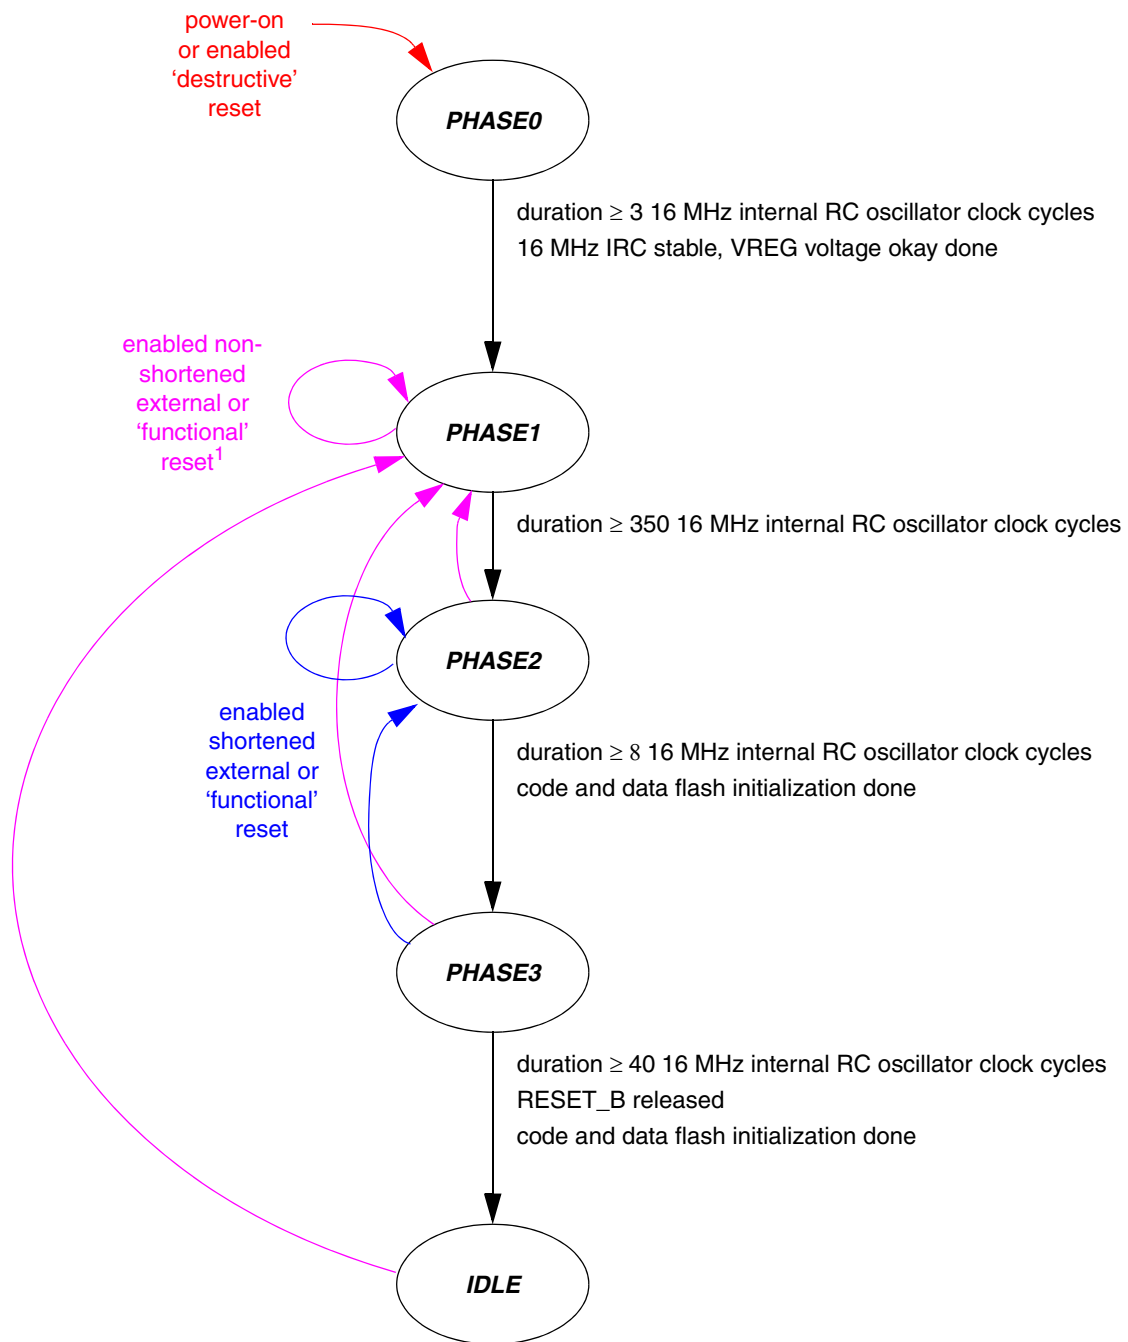 power-on
or enabled
‘destructive’
reset
PHASE0
duration ≥ 3 16 MHz internal RC oscillator clock cycles
16 MHz IRC stable, VREG voltage okay done
enabled non-
shortened
external or
‘functional’
reset1
PHASE1
duration ≥ 350 16 MHz internal RC oscillator clock cycles
PHASE2
enabled
shortened
external or
‘functional’
reset
duration ≥ 8 16 MHz internal RC oscillator clock cycles
code and data flash initialization done
PHASE3
duration ≥ 40 16 MHz internal RC oscillator clock cycles
RESET_B released
code and data flash initialization done
IDLE